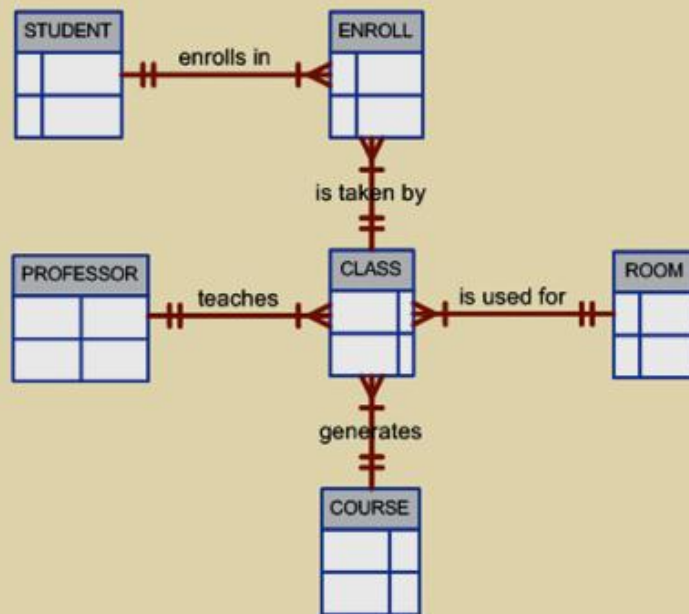 STUDENT
enrolls in
ENROLL
is taken by
PROFESSOR
teaches
CLASS
is used for
ROOM
generates
COURSE